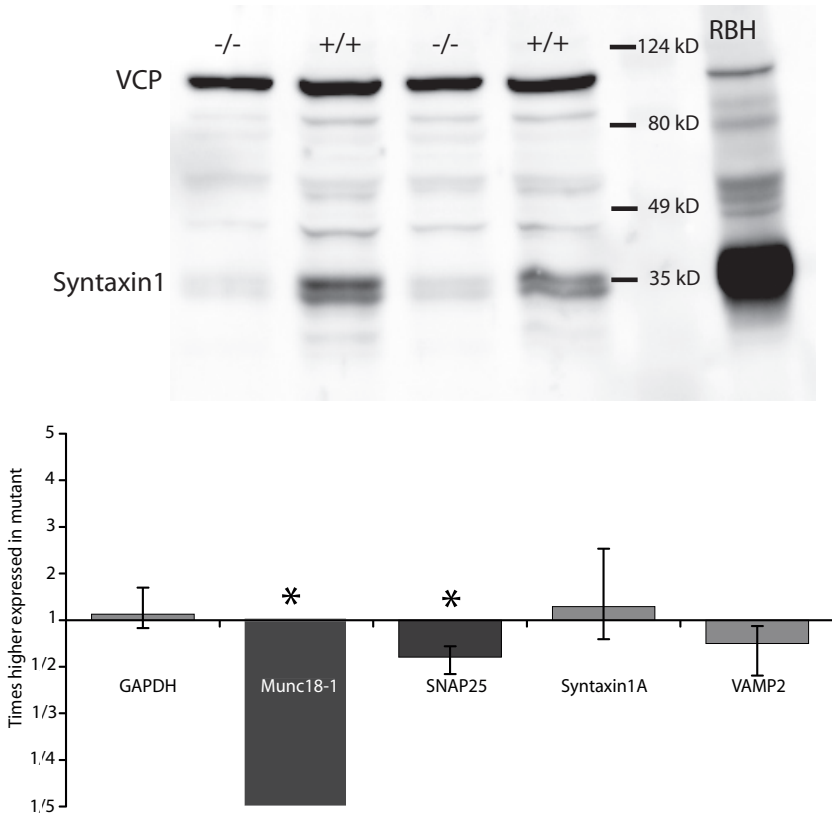 -/- +/+ -/- +/+ 124 kD RBH
VCP
80 kD
49 kD
Syntaxin1 35 kD
Times higher expressed in mutant
5
4
3
2
* *
1
1/2
GAPDH Munc18-1 SNAP25 Syntaxin1A VAMP2
1/3
1/4
1/5